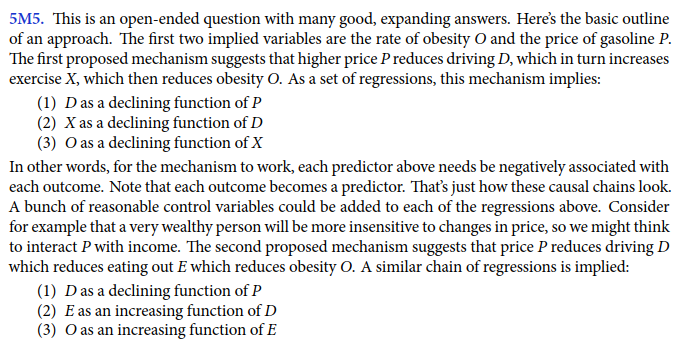 5M5. This is an open-ended question with many good, expanding answers. Here's the basic outline
of an approach. The first two implied variables are the rate of obesity O and the price of gasoline P.
The first proposed mechanism suggests that higher price P reduces driving D, which in turn increases
exercise X, which then reduces obesity O. As a set of regressions, this mechanism implies:
(1) D as a declining function of P
(2) X as a declining function of D
(3) O as a declining function of X
In other words, for the mechanism to work, each predictor above needs be negatively associated with
each outcome. Note that each outcome becomes a predictor. That's just how these causal chains look.
A bunch of reasonable control variables could be added to each of the regressions above. Consider
for example that a very wealthy person will be more insensitive to changes in price, so we might think
to interact P with income. The second proposed mechanism suggests that price P reduces driving D
which reduces eating out E which reduces obesity O. A similar chain of regressions is implied:
(1) D as a declining function of P
(2) E as an increasing function of D
(3) O as an increasing function of E